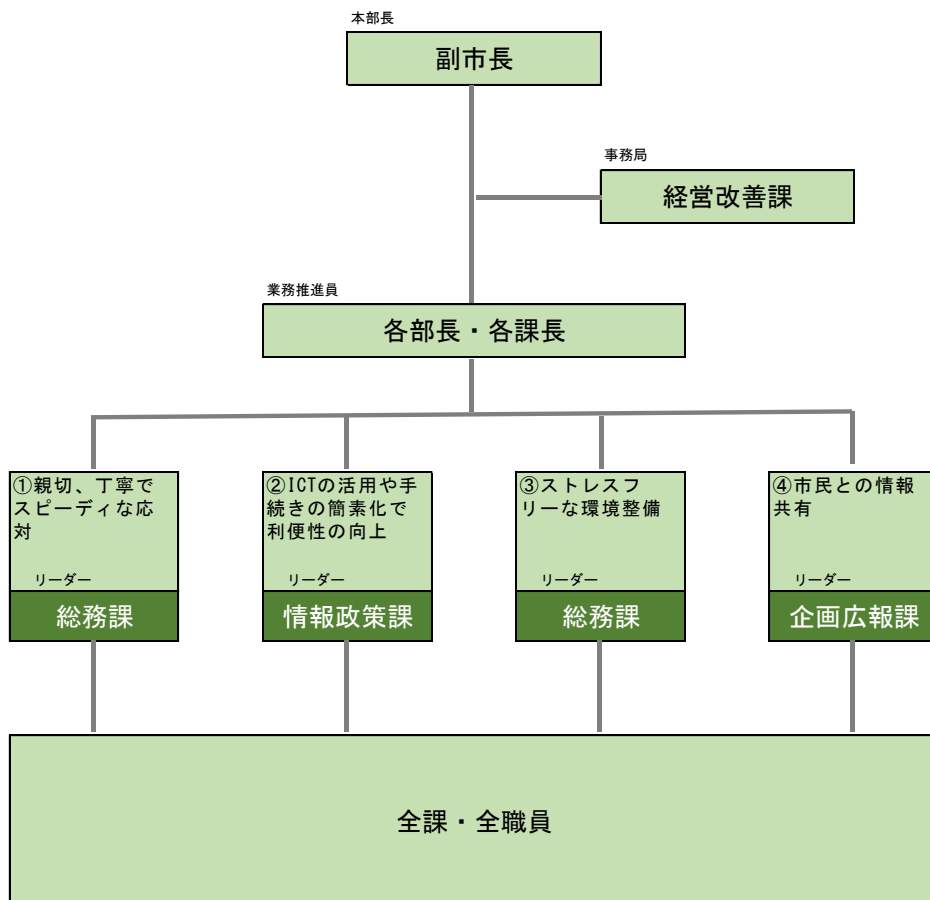 本部長
副市長
事務局
経営改善課
業務推進員
各部長・各課長
①親切、丁寧で
スピーディな応
対
リーダー
総務課
②ICTの活用や手
続きの簡素化で
利便性の向上
リーダー
情報政策課
③ストレスフ
リーな環境整備
リーダー
総務課
④市民との情報
共有
リーダー
企画広報課
全課・全職員